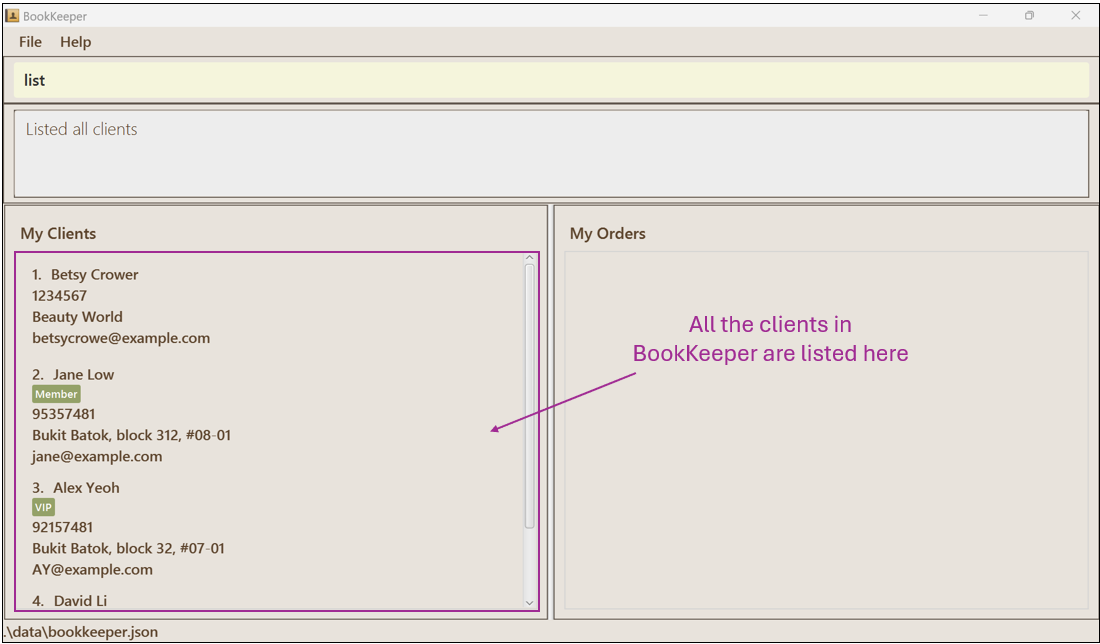 BookKeeper
File Help
list
Listed all clients
My Clients
1. Betsy Crower
1234567
Beauty World
betsycrowe@example.com
2. Jane Low
Member
95357481
Bukit Batok, block 312, #08-01
jane@example.com
3. Alex Yeoh
VIP
92157481
Bukit Batok, block 32, #07-01
AY@example.com
4. David Li
My Orders
All the clients in
BookKeeper are listed here
.\data\bookkeeper.json